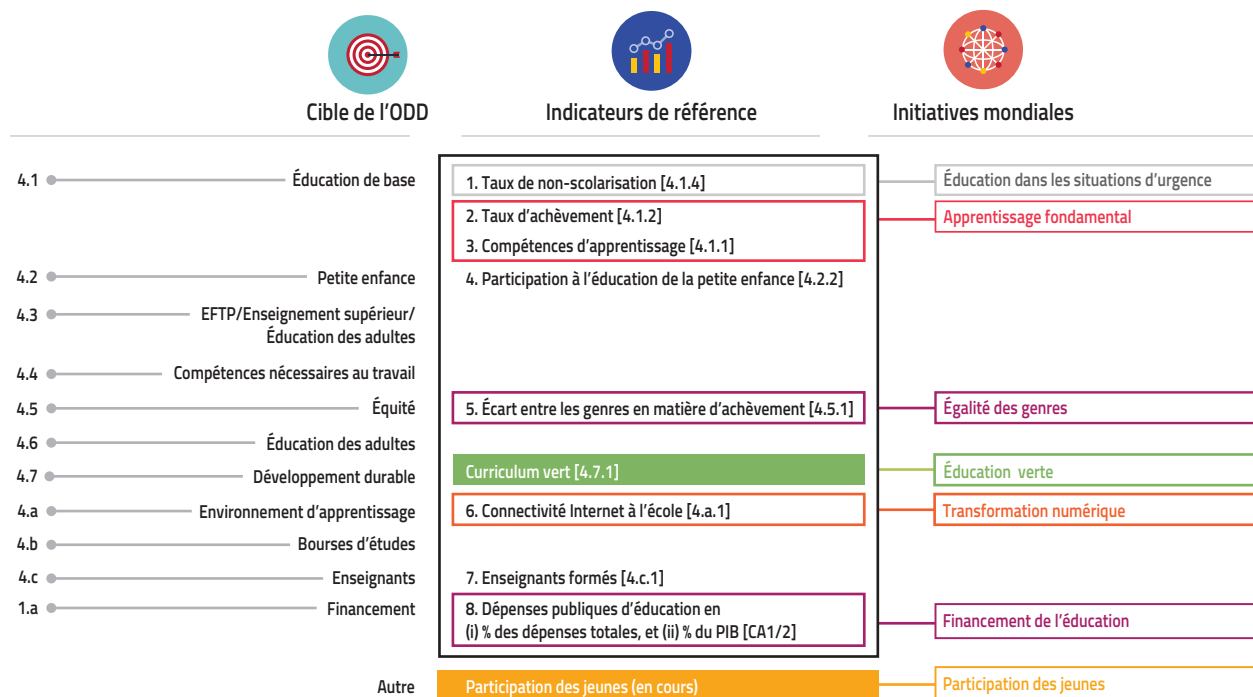 Cible de l'ODD
Indicateurs de référence
Initiatives mondiales
4.1 Éducation de base
1. Taux de non-scolarisation [4.1.4]
Éducation dans les situations d'urgence
2. Taux d'achèvement [4.1.2]
Apprentissage fondamental
3. Compétences d'apprentissage [4.1.1]
4.2 Petite enfance
4. Participation à l'éducation de la petite enfance [4.2.2]
4.3 EFTP/Enseignement supérieur/
Éducation des adultes
4.4 Compétences nécessaires au travail
4.5 Équité
5. Écart entre les genres en matière d'achèvement [4.5.1]
Égalité des genres
4.6 Éducation des adultes
4.7 Développement durable
Curriculum vert [4.7.1]
Éducation verte
4.a Environnement d'apprentissage
6. Connectivité Internet à l'école [4.a.1]
Transformation numérique
4.b Bourses d'études
4.c Enseignants
7. Enseignants formés [4.c.1]
1.a Financement
8. Dépenses publiques d'éducation en
(i) % des dépenses totales, et (ii) % du PIB [CA1/2]
Financement de l'éducation
Autre
Participation des jeunes (en cours)
Participation des jeunes